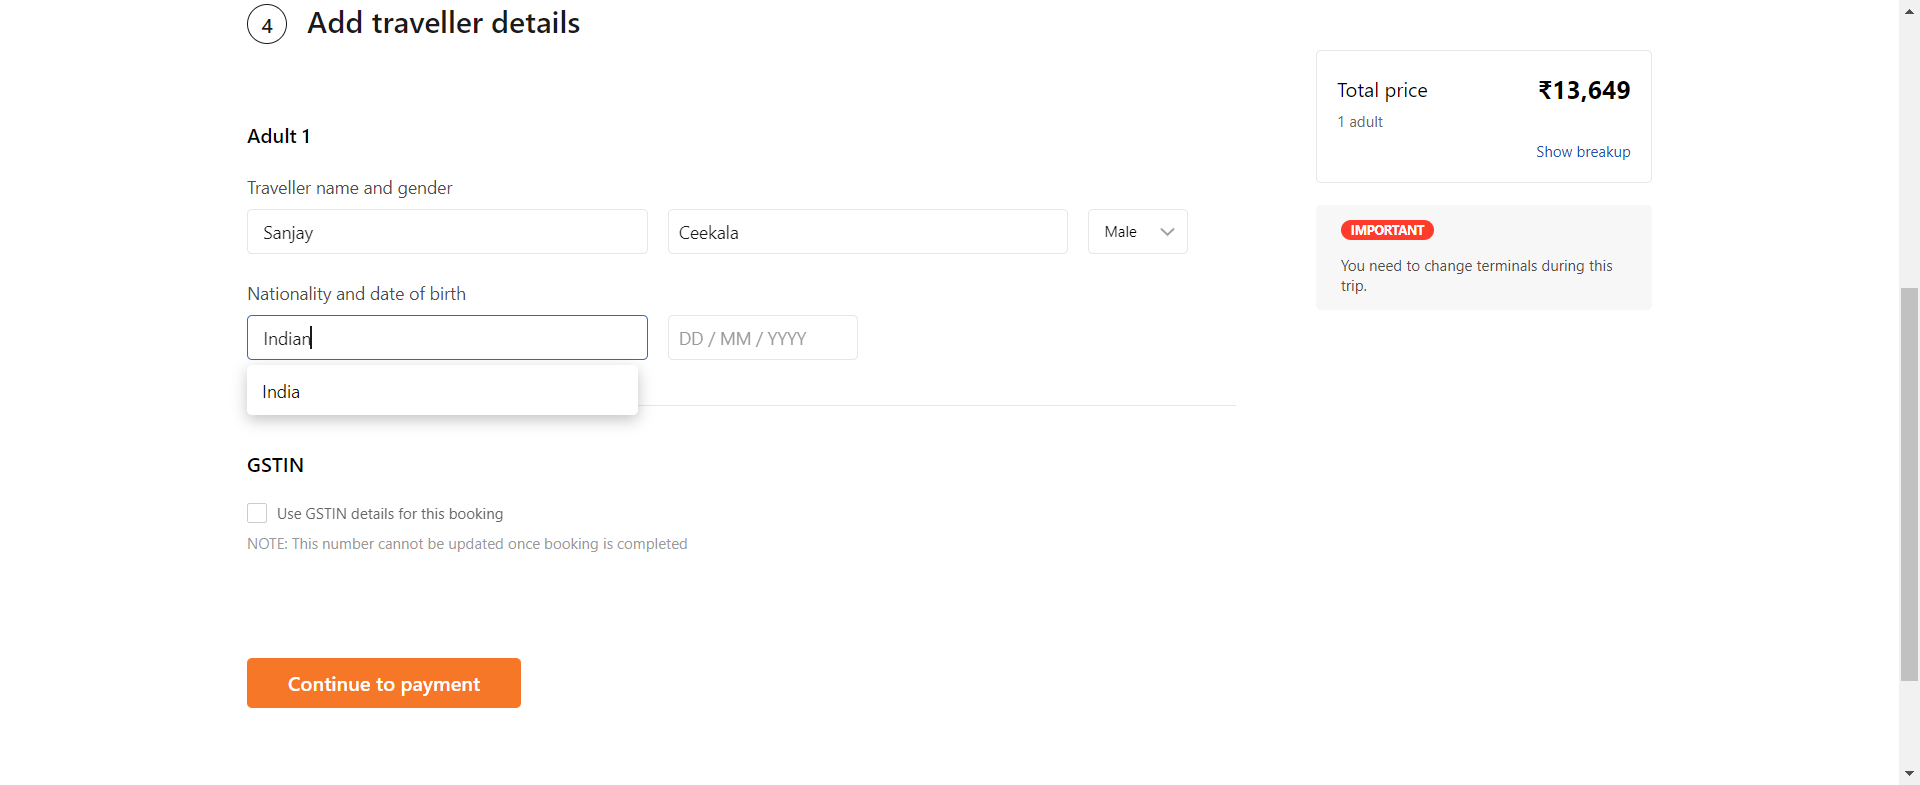 4 Add traveller details
Adult 1
Traveller name and gender
Sanjay Ceekala Male
Nationality and date of birth
Indian DD / MM / YYYY
India
GSTIN
Use GSTIN details for this booking
NOTE: This number cannot be updated once booking is completed
Continue to payment
Total price ₹13,649
1 adult
Show breakup
IMPORTANT
You need to change terminals during this
trip.